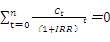 ∑ⁿₜ₌₀ cₜ/(1+IRR)ᵗ = 0